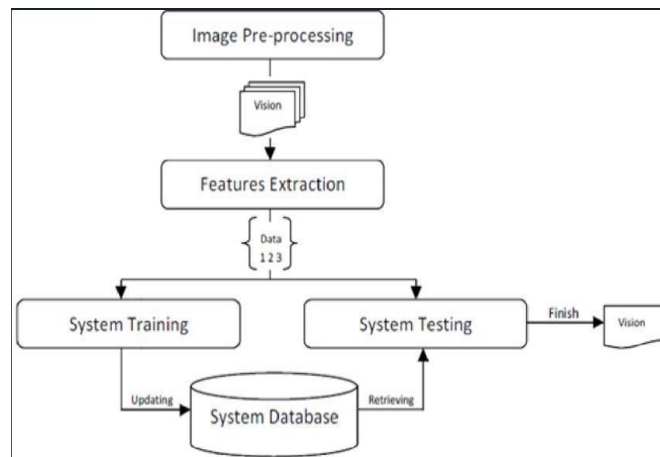 Image Pre-processing
Vision
Features Extraction
Data
1 2 3
System Training
System Testing
Finish
Vision
Updating
System Database
Retrieving